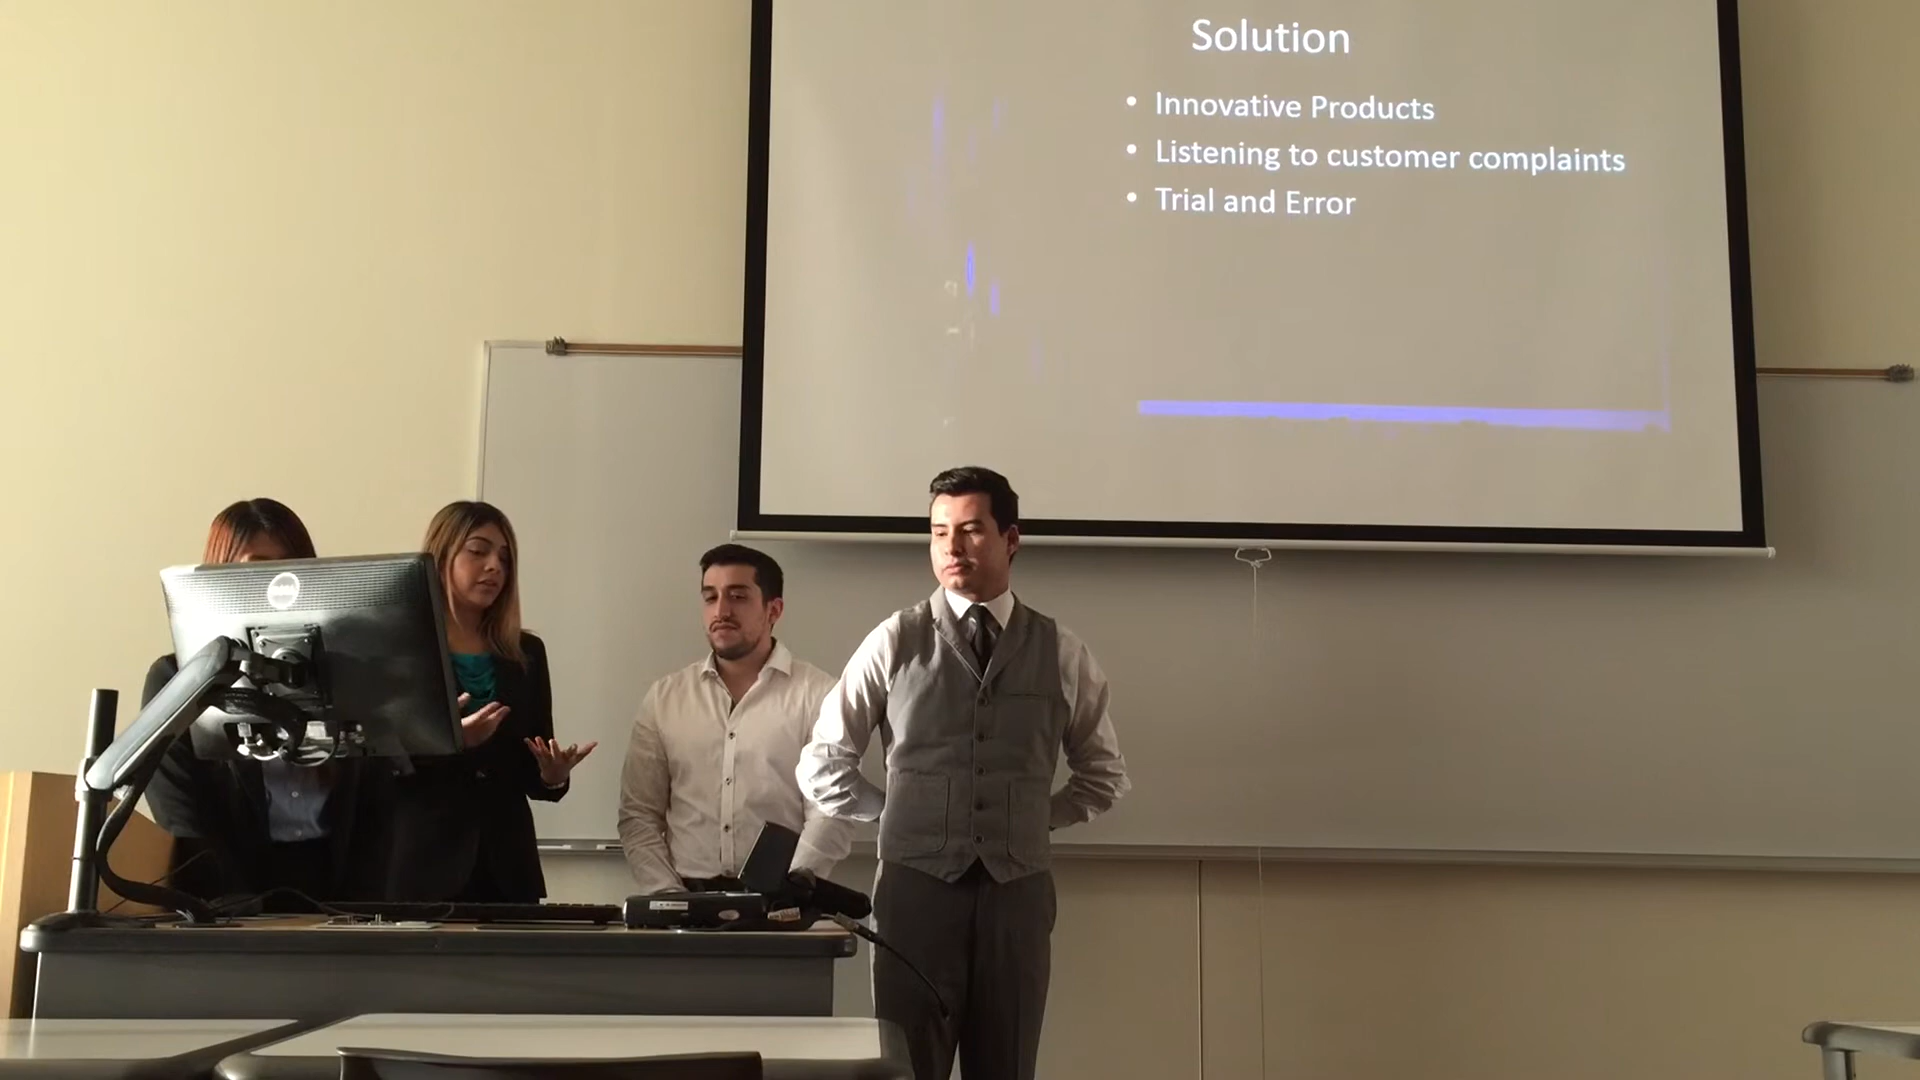 Solution
• Innovative Products
• Listening to customer complaints
• Trial and Error